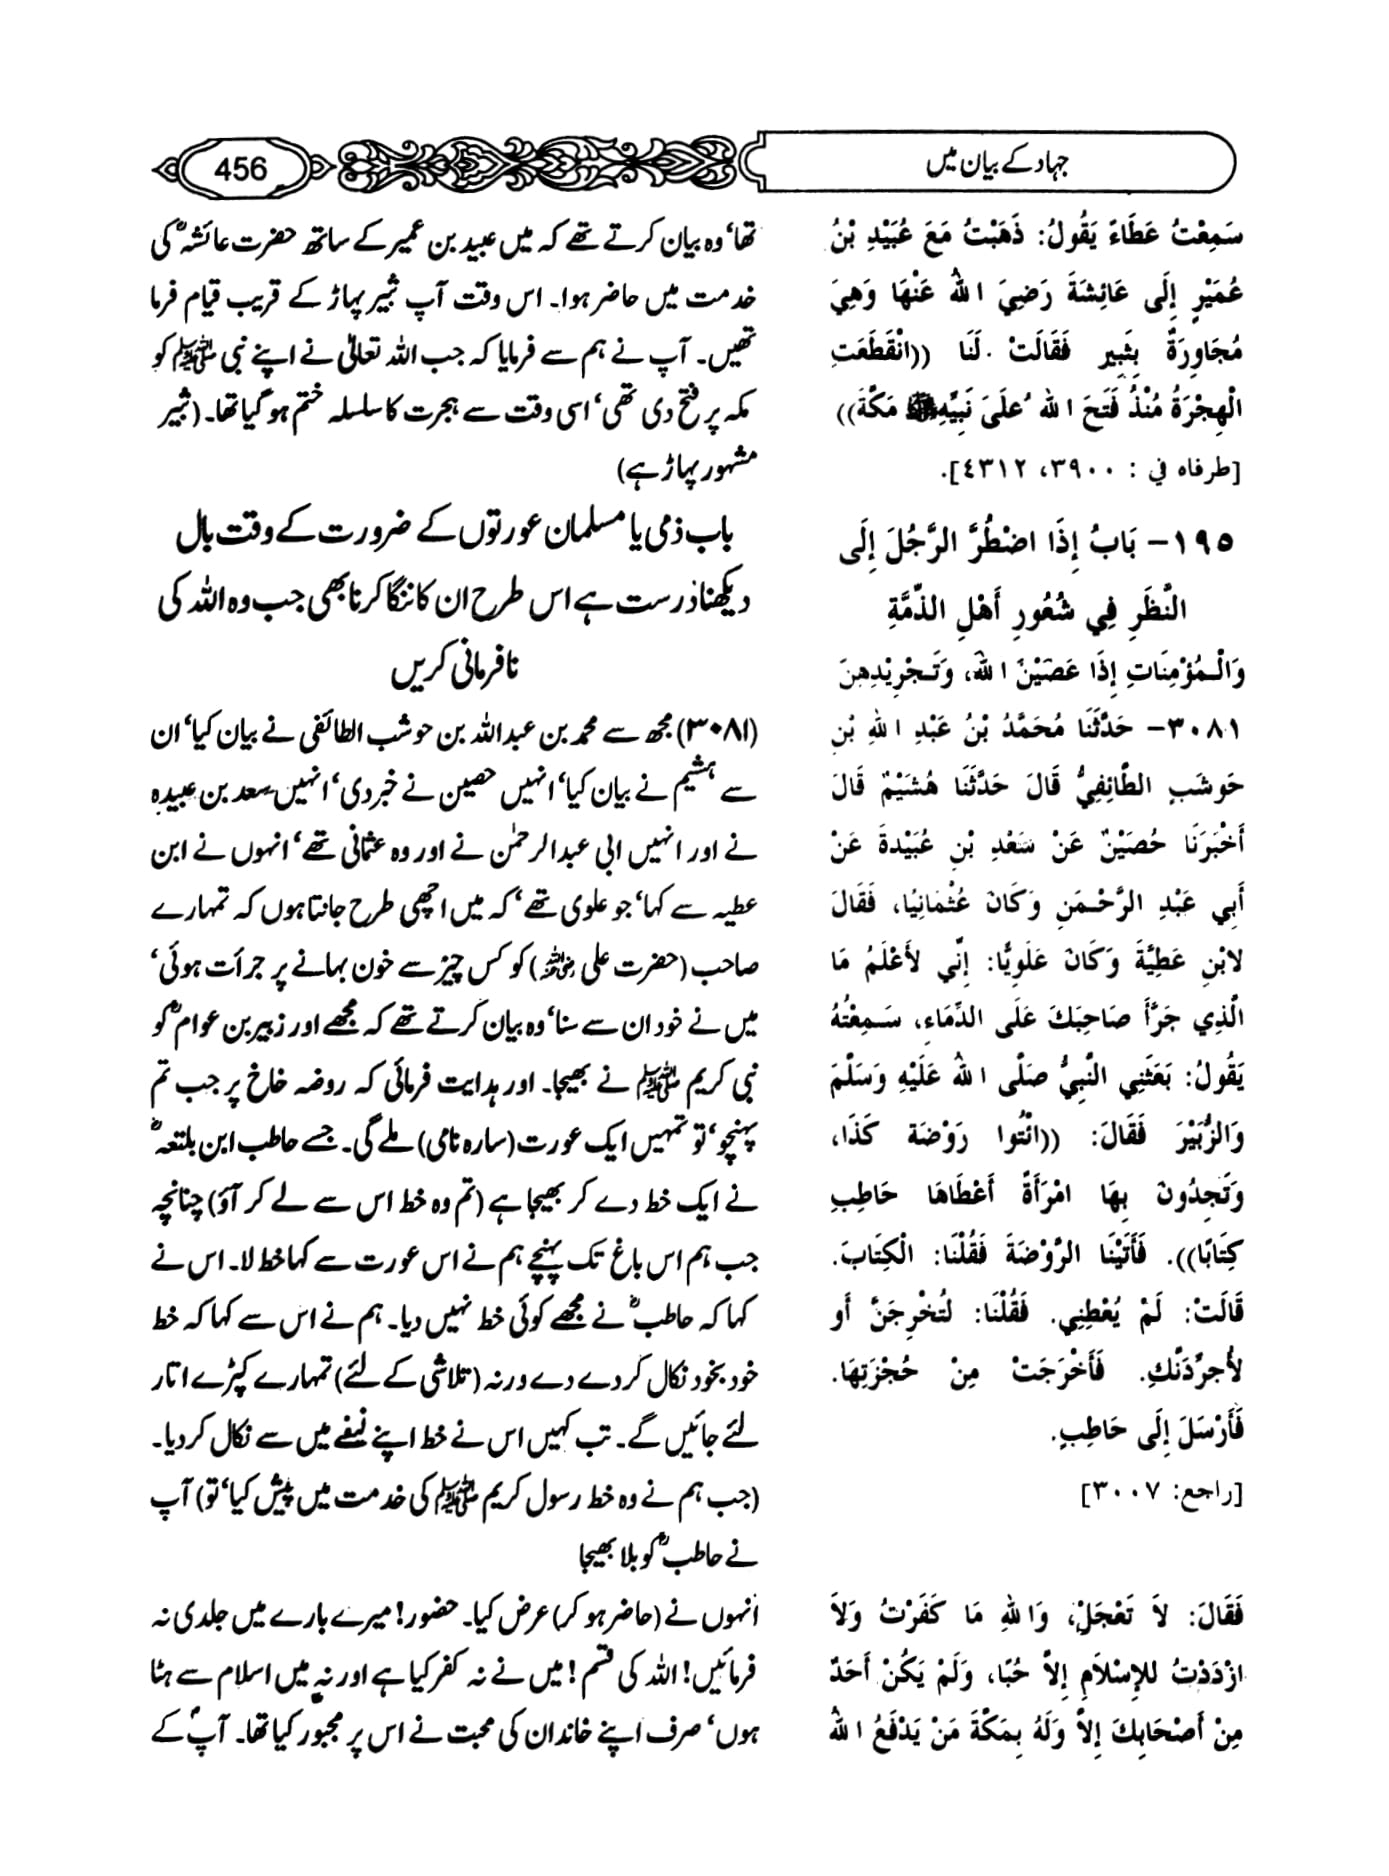 جہاد کے بیان میں
456
سَمِعْتُ عَطَاءً يَقُولُ: ذَهَبْتُ مَعَ عُبَيْدِ بْنُ
عُمَيْرٍ إِلَى عَائِشَةَ رَضِيَ اللهُ عَنْهَا وَهِيَ
مُجَاوِرَةٌ بِثَبِيرٍ فَقَالَتْ لَنَا ((انْقَطَعَتِ
الْهِجْرَةُ مُنْذُ فَتَحَ اللهُ عَلَى نَبِيِّهِ ﷺ مَكَّةَ))
[طرفاه في : ٣٩٠٠، ٤٣١٢].
١٩٥- بَابُ إِذَا اضْطُرَّ الرَّجُلَ إِلَى
النَّظَرِ فِي شُعُورِ أَهْلِ الذِّمَّةِ
وَالْمُؤْمِنَاتِ إِذَا عَصَيْنَ اللهَ، وَتَجْرِيْدِهِنَ
٣٠٨١- حَدَّثَنَا مُحَمَّدُ بْنُ عَبْدِ اللهِ بْنِ
حَوشَبٍ الطَّائِفِيُّ قَالَ حَدَّثَنَا هُشَيْمٌ قَالَ
أَخْبَرَنَا حُصَيْنٌ عَنْ سَعْدِ بْنِ عُبَيْدَةَ عَنْ
أَبِي عَبْدِ الرَّحْمَنِ وَكَانَ عُثْمَانِيًا، فَقَالَ
لابْنِ عَطِيَّةَ وَكَانَ عَلَوِيًّا: إِنِّي لأَعْلَمُ مَا
الَّذِي جَرَّأَ صَاحِبَكَ عَلَى الدِّمَاءِ، سَمِعْتُهُ
يَقُولُ: بَعَثَنِي النَّبِيُّ صَلَّى اللهُ عَلَيْهِ وَسَلَّمَ
وَالزُّبَيْرَ فَقَالَ: ((ائْتُوا رَوْضَةَ كَذَا،
وَتَجِدُونَ بِهَا امْرَأَةً أَعْطَاهَا حَاطِبٍ
كِتَابًا)). فَأَتَيْنَا الرَّوْضَةَ فَقُلْنَا: الْكِتَابَ.
قَالَتْ: لَمْ يُعْطِنِي. فَقُلْنَا: لَتُخْرِجَنَّ أَو
لأُجَرِّدَنَّكِ. فَأَخْرَجَتْ مِنْ حُجْزَتِهَا.
فَأَرْسَلَ إِلَى حَاطِبٍ.
[راجع: ٣٠٠٧]
فَقَالَ: لاَ تَعْجَلْ، وَاللهِ مَا كَفَرْتُ وَلاَ
ازْدَدْتُ لِلإِسْلاَمِ إِلاَّ حُبًّا، وَلَمْ يَكُنْ أَحَدٌ
مِنْ أَصْحَابِكَ إِلاَّ وَلَهُ بِمَكَّةَ مَنْ يَدْفَعُ اللهُ
تھا‘ وہ بیان کرتے تھے کہ میں عبید بن عمیر کے ساتھ حضرت عائشہؓ کی
خدمت میں حاضر ہوا۔ اس وقت آپ ثبیر پہاڑ کے قریب قیام فرما
تھیں۔ آپ نے ہم سے فرمایا کہ جب اللہ تعالیٰ نے اپنے نبی ﷺ کو
مکہ پر فتح دی تھی‘ اسی وقت سے ہجرت کا سلسلہ ختم ہو گیا تھا۔ (ثبیر
مشہور پہاڑ ہے)
باب ذمی یا مسلمان عورتوں کے ضرورت کے وقت بال
دیکھنا درست ہے اس طرح ان کا ننگا کرنا بھی جب وہ اللہ کی
نافرمانی کریں
(۳۰۸۱) مجھ سے محمد بن عبداللہ بن حوشب الطائفی نے بیان کیا‘ ان
سے ہشیم نے بیان کیا‘ انہیں حصین نے خبر دی‘ انہیں سعد بن عبیدہ
نے اور انہیں ابی عبدالرحمٰن نے اور وہ عثمانی تھے‘ انہوں نے ابن
عطیہ سے کہا‘ جو علوی تھے‘ کہ میں اچھی طرح جانتا ہوں کہ تمہارے
صاحب (حضرت علی ؓ) کو کس چیز سے خون بہانے پر جرأت ہوئی‘
میں نے خود ان سے سنا‘ وہ بیان کرتے تھے کہ مجھے اور زبیر بن عوامؓ کو
نبی کریم ﷺ نے بھیجا۔ اور ہدایت فرمائی کہ روضہ خاخ پر جب تم
پہنچو‘ تو تمہیں ایک عورت (سارہ نامی) ملے گی۔ جسے حاطب ابن بلتعہؓ
نے ایک خط دے کر بھیجا ہے (تم وہ خط اس سے لے کر آؤ) چنانچہ
جب ہم اس باغ تک پہنچے ہم نے اس عورت سے کہا خط لا۔ اس نے
کہا کہ حاطبؓ نے مجھے کوئی خط نہیں دیا۔ ہم نے اس سے کہا کہ خط
خود بخود نکال کر دے دے ورنہ (تلاشی کے لئے) تمہارے کپڑے اتار
لئے جائیں گے۔ تب کہیں اس نے خط اپنے نیفے میں سے نکال کر دیا۔
(جب ہم نے وہ خط رسول کریم ﷺ کی خدمت میں پیش کیا‘ تو) آپ
نے حاطبؓ کو بلا بھیجا
انہوں نے (حاضر ہو کر) عرض کیا۔ حضور! میرے بارے میں جلدی نہ
فرمائیں! اللہ کی قسم! میں نے نہ کفر کیا ہے اور نہ میں اسلام سے ہٹا
ہوں‘ صرف اپنے خاندان کی محبت نے اس پر مجبور کیا تھا۔ آپؐ کے